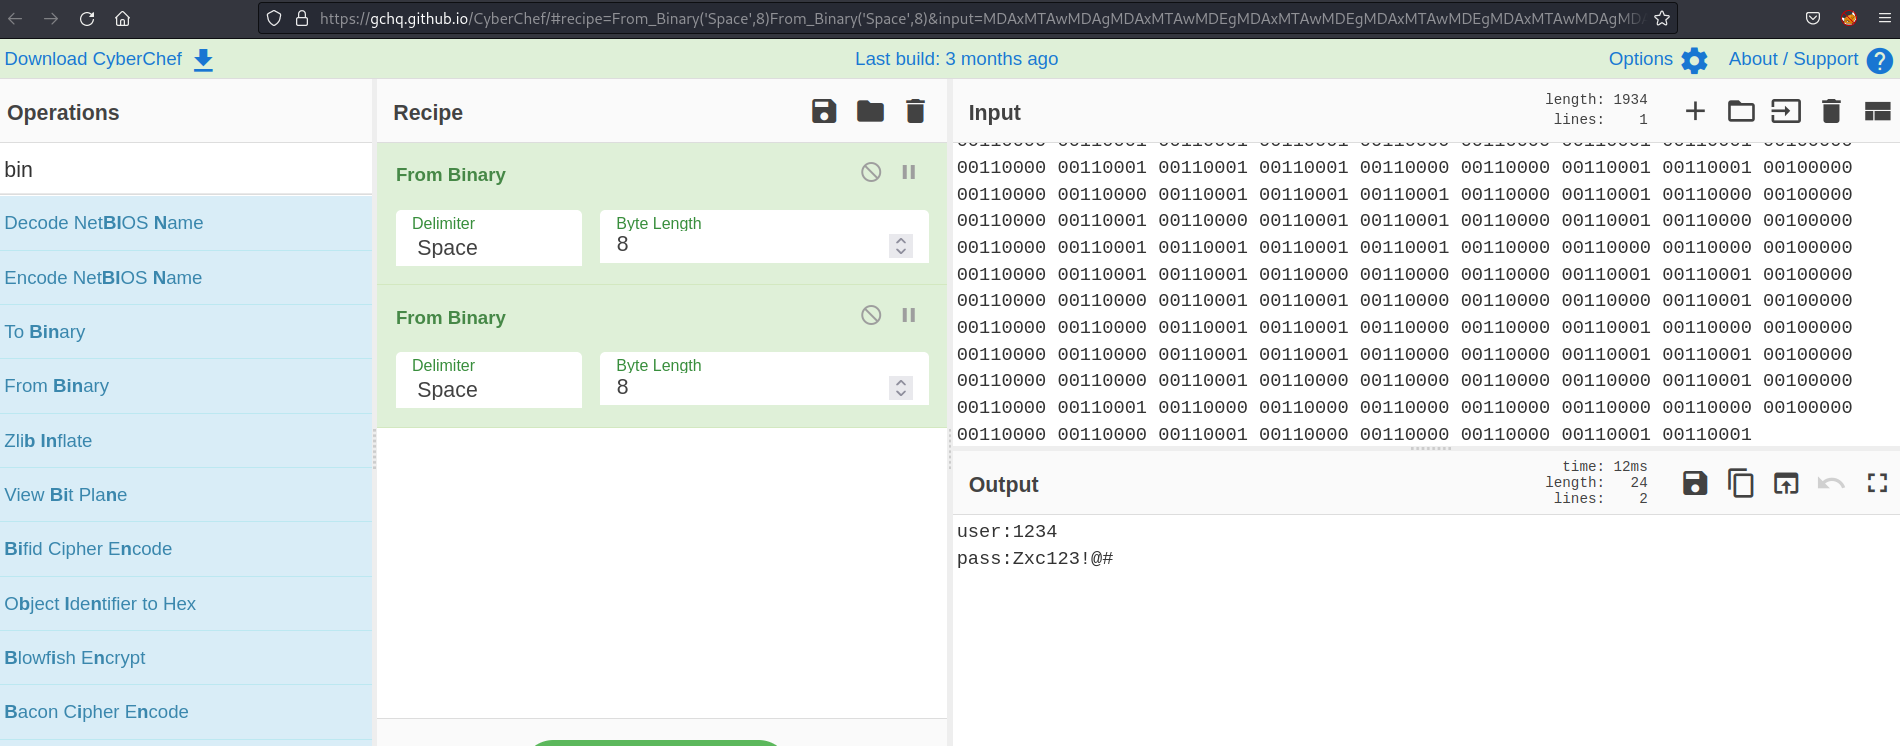 https://gchq.github.io/CyberChef/#recipe=From_Binary('Space',8)From_Binary('Space',8)&input=MDAxMTAwMDAgMDAxMTAwMDEgMDAxMTAwMDEgMDAxMTAwMDEgMDAxMTAwMDAgMD
Download CyberChef
Last build: 3 months ago
Options
About / Support
Operations
bin
Decode NetBIOS Name
Encode NetBIOS Name
To Binary
From Binary
Zlib Inflate
View Bit Plane
Bifid Cipher Encode
Object Identifier to Hex
Blowfish Encrypt
Bacon Cipher Encode
Recipe
From Binary
Delimiter
Space
Byte Length
8
From Binary
Delimiter
Space
Byte Length
8
Input
length: 1934
lines: 1
00110000 00110001 00110001 00110001 00110000 00110000 00110001 00110001 00100000
00110000 00110000 00110001 00110001 00110001 00110000 00110001 00110000 00100000
00110000 00110001 00110000 00110001 00110001 00110000 00110001 00110000 00100000
00110000 00110001 00110001 00110001 00110001 00110000 00110000 00110000 00100000
00110000 00110001 00110001 00110000 00110000 00110000 00110001 00110001 00100000
00110000 00110000 00110001 00110001 00110000 00110000 00110000 00110001 00100000
00110000 00110000 00110001 00110001 00110000 00110000 00110001 00110000 00100000
00110000 00110000 00110001 00110001 00110000 00110000 00110001 00110001 00100000
00110000 00110000 00110001 00110000 00110000 00110000 00110000 00110001 00100000
00110000 00110001 00110000 00110000 00110000 00110000 00110000 00110000 00100000
00110000 00110000 00110001 00110000 00110000 00110000 00110001 00110001
Output
time: 12ms
length: 24
lines: 2
user:1234
pass:Zxc123!@#